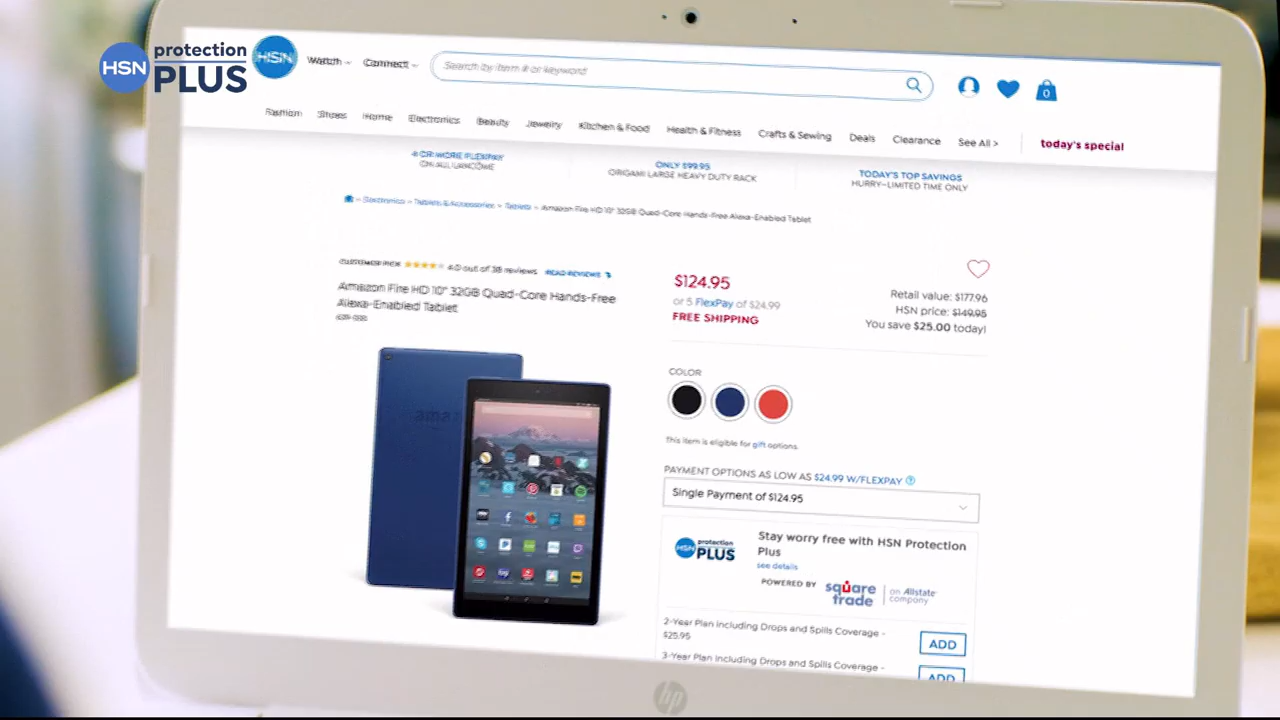 HSN protection PLUS
HSN Watch Connect Search by item # or keyword 0
Fashion Shoes Home Electronics Beauty Jewelry Kitchen & Food Health & Fitness Crafts & Sewing Deals Clearance See All > today's special
4 OR MORE FLEXPAY
ON ALL LANCOME
ONLY $99.95
ORIGAMI LARGE HEAVY DUTY RACK
TODAY'S TOP SAVINGS
HURRY-LIMITED TIME ONLY
Electronics Tablets & Accessories Tablets Amazon Fire HD 10" 32GB Quad-Core Hands-Free Alexa-Enabled Tablet
CUSTOMER PICK 4.0 out of 38 reviews READ REVIEWS
Amazon Fire HD 10" 32GB Quad-Core Hands-Free
Alexa-Enabled Tablet
$124.95
or 5 FlexPay of $24.99
FREE SHIPPING
Retail value: $177.96
HSN price: $149.95
You save $25.00 today!
COLOR
amaz
This item is eligible for gift options.
PAYMENT OPTIONS AS LOW AS $24.99 W/FLEXPAY ?
Single Payment of $124.95
HSN protection PLUS
Stay worry free with HSN Protection
Plus
see details
POWERED BY square trade an Allstate company
2-Year Plan including Drops and Spills Coverage -
$25.95
ADD
3-Year Plan including Drops and Spills Coverage -
ADD
hp